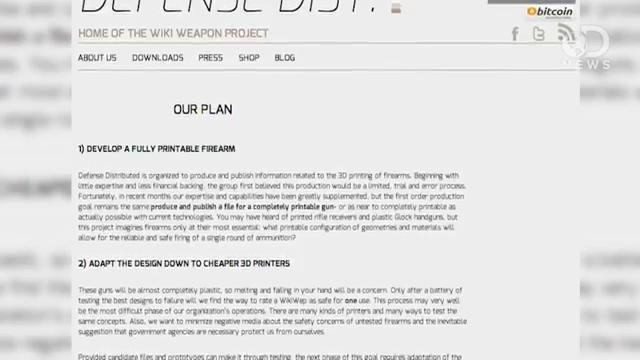 DEFENSE DIST.
bitcoin
HOME OF THE WIKI WEAPON PROJECT
ABOUT US DOWNLOADS PRESS SHOP BLOG
NEWS
OUR PLAN
1) DEVELOP A FULLY PRINTABLE FIREARM
Defense Distributed is organized to produce and publish information related to the 3D printing of firearms. Beginning with
little expertise and less financial backing, the group first believed this production would be a limited, trial and error process.
Fortunately, in recent months our expertise and capabilities have been greatly supplemented, but the first order production
goal remains the same produce and publish a file for a completely printable gun- or as near to completely printable as
actually possible with current technologies. You may have heard of printed rifle receivers and plastic Glock handguns, but
this project imagines firearms only at their most essential: what printable configuration of geometries and materials will
allow for the reliable and safe firing of a single round of ammunition?
2) ADAPT THE DESIGN DOWN TO CHEAPER 3D PRINTERS
These guns will be almost completely plastic, so melting and failing in your hand will be a concern. Only after a battery of
testing the best designs to failure will we find the way to rate a WikiWep as safe for one use. This process may very well
be the most difficult phase of our organization's operations. There are many kinds of printers and many ways to test the
same concepts. Also, we want to minimize negative media about the safety concerns of untested firearms and the inevitable
suggestion that government agencies are necessary protect us from ourselves.
Provided candidate files and prototypes can make it through testing, the next phase of this goal requires adaptation of the